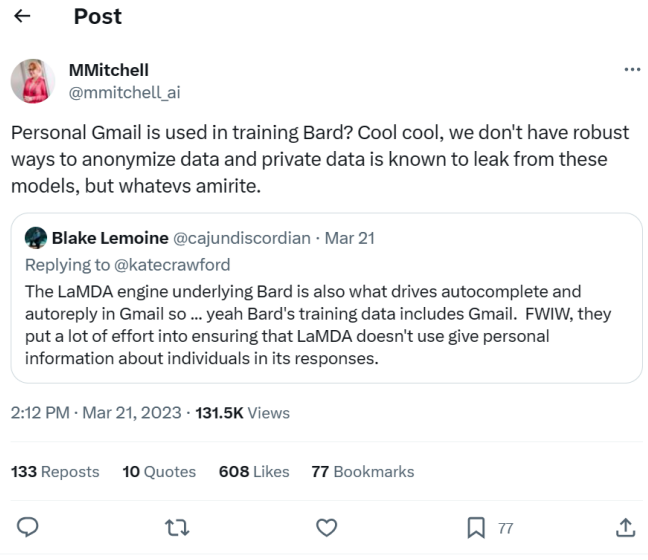 Post
MMitchell
@mmitchell_ai
Personal Gmail is used in training Bard? Cool cool, we don't have robust
ways to anonymize data and private data is known to leak from these
models, but whatevs amirite.
Blake Lemoine @cajundiscordian · Mar 21
Replying to @katecrawford
The LaMDA engine underlying Bard is also what drives autocomplete and
autoreply in Gmail so ... yeah Bard's training data includes Gmail.  FWIW, they
put a lot of effort into ensuring that LaMDA doesn't use give personal
information about individuals in its responses.
2:12 PM · Mar 21, 2023 · 131.5K Views
133 Reposts 10 Quotes 608 Likes 77 Bookmarks
77